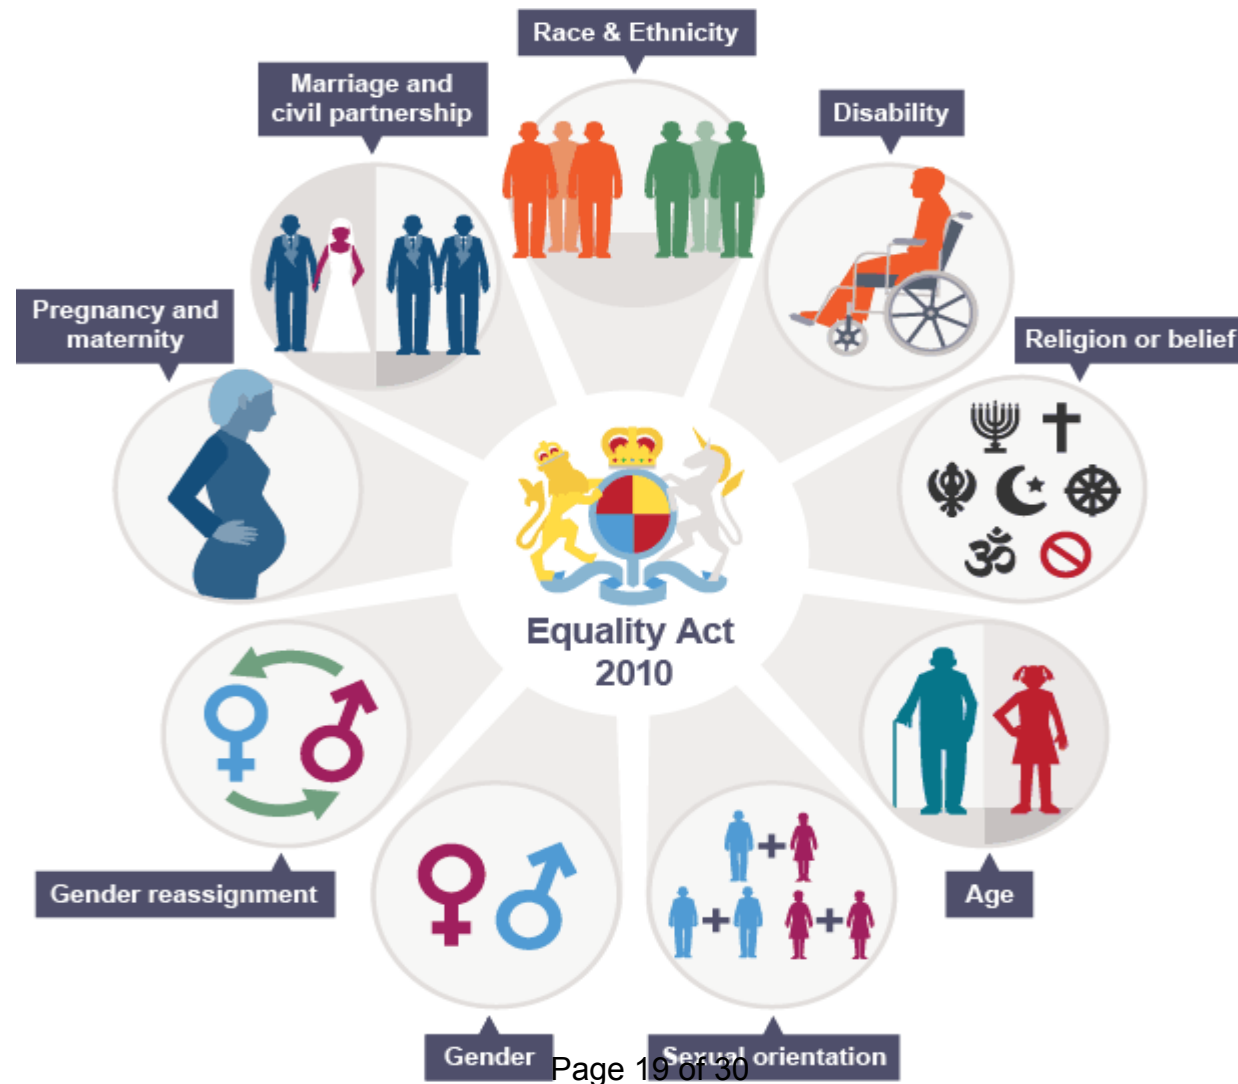 Race & Ethnicity
Marriage and
civil partnership
Disability
Pregnancy and
maternity
Religion or belief
Equality Act
2010
Gender reassignment
Age
Gender
Sexual orientation
Page 19 of 30